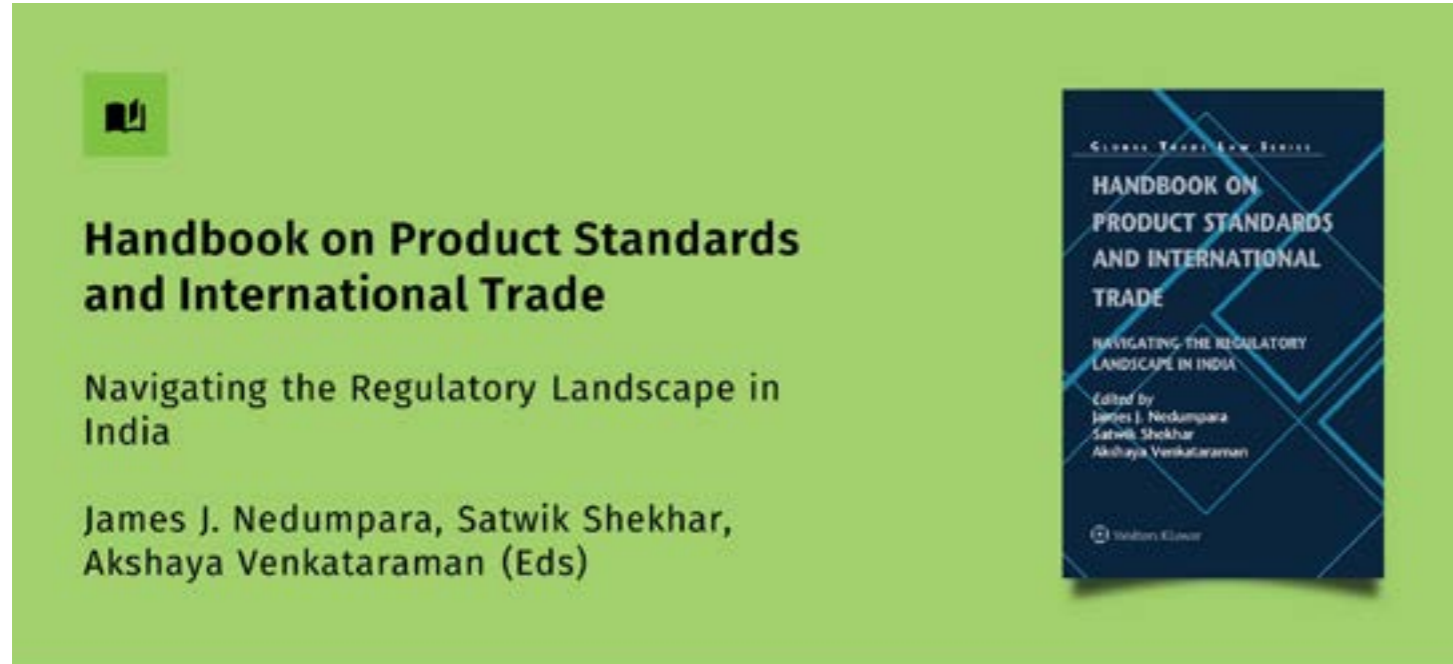 Handbook on Product Standards
and International Trade
Navigating the Regulatory Landscape in
India
James J. Nedumpara, Satwik Shekhar,
Akshaya Venkataraman (Eds)
GLOBAL TRADE LAW SERIES
HANDBOOK ON
PRODUCT STANDARDS
AND INTERNATIONAL
TRADE
NAVIGATING THE REGULATORY
LANDSCAPE IN INDIA
Edited by
James J. Nedumpara
Satwik Shekhar
Akshaya Venkataraman
Wolters Kluwer